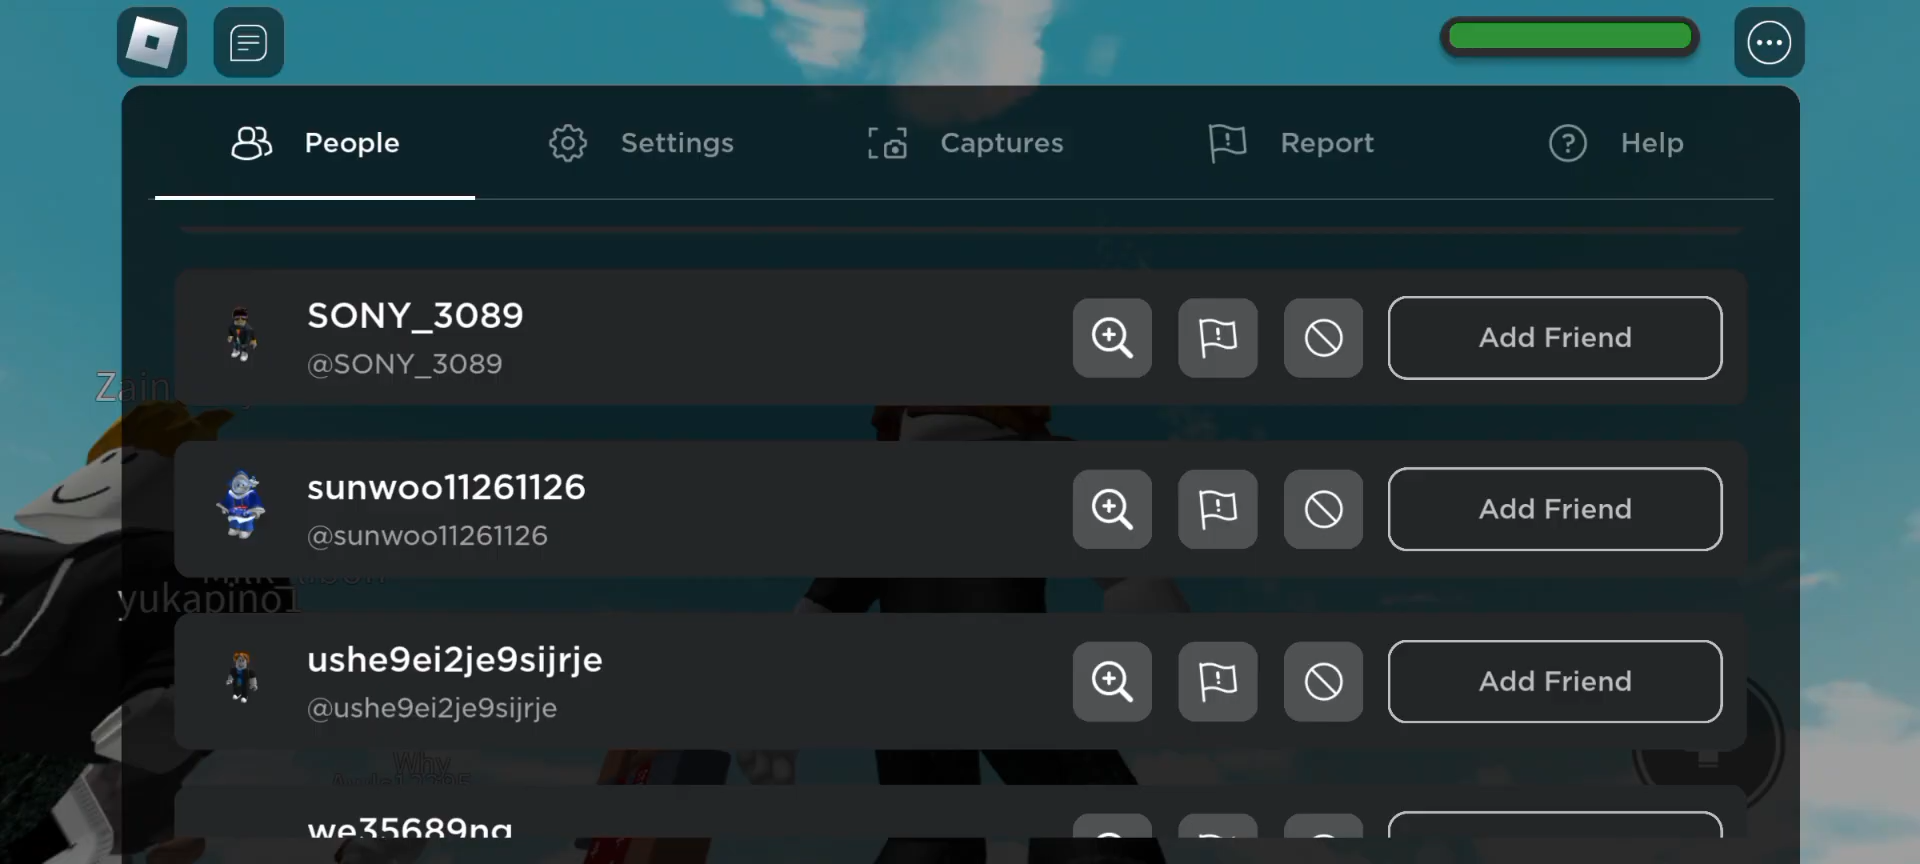 People
Settings
Captures
Report
Help
SONY_3089
@SONY_3089
Add Friend
Zain
sunwoo11261126
@sunwoo11261126
Add Friend
yukapino1
ushe9ei2je9sijrje
@ushe9ei2je9sijrje
Add Friend
Why
we35689ng